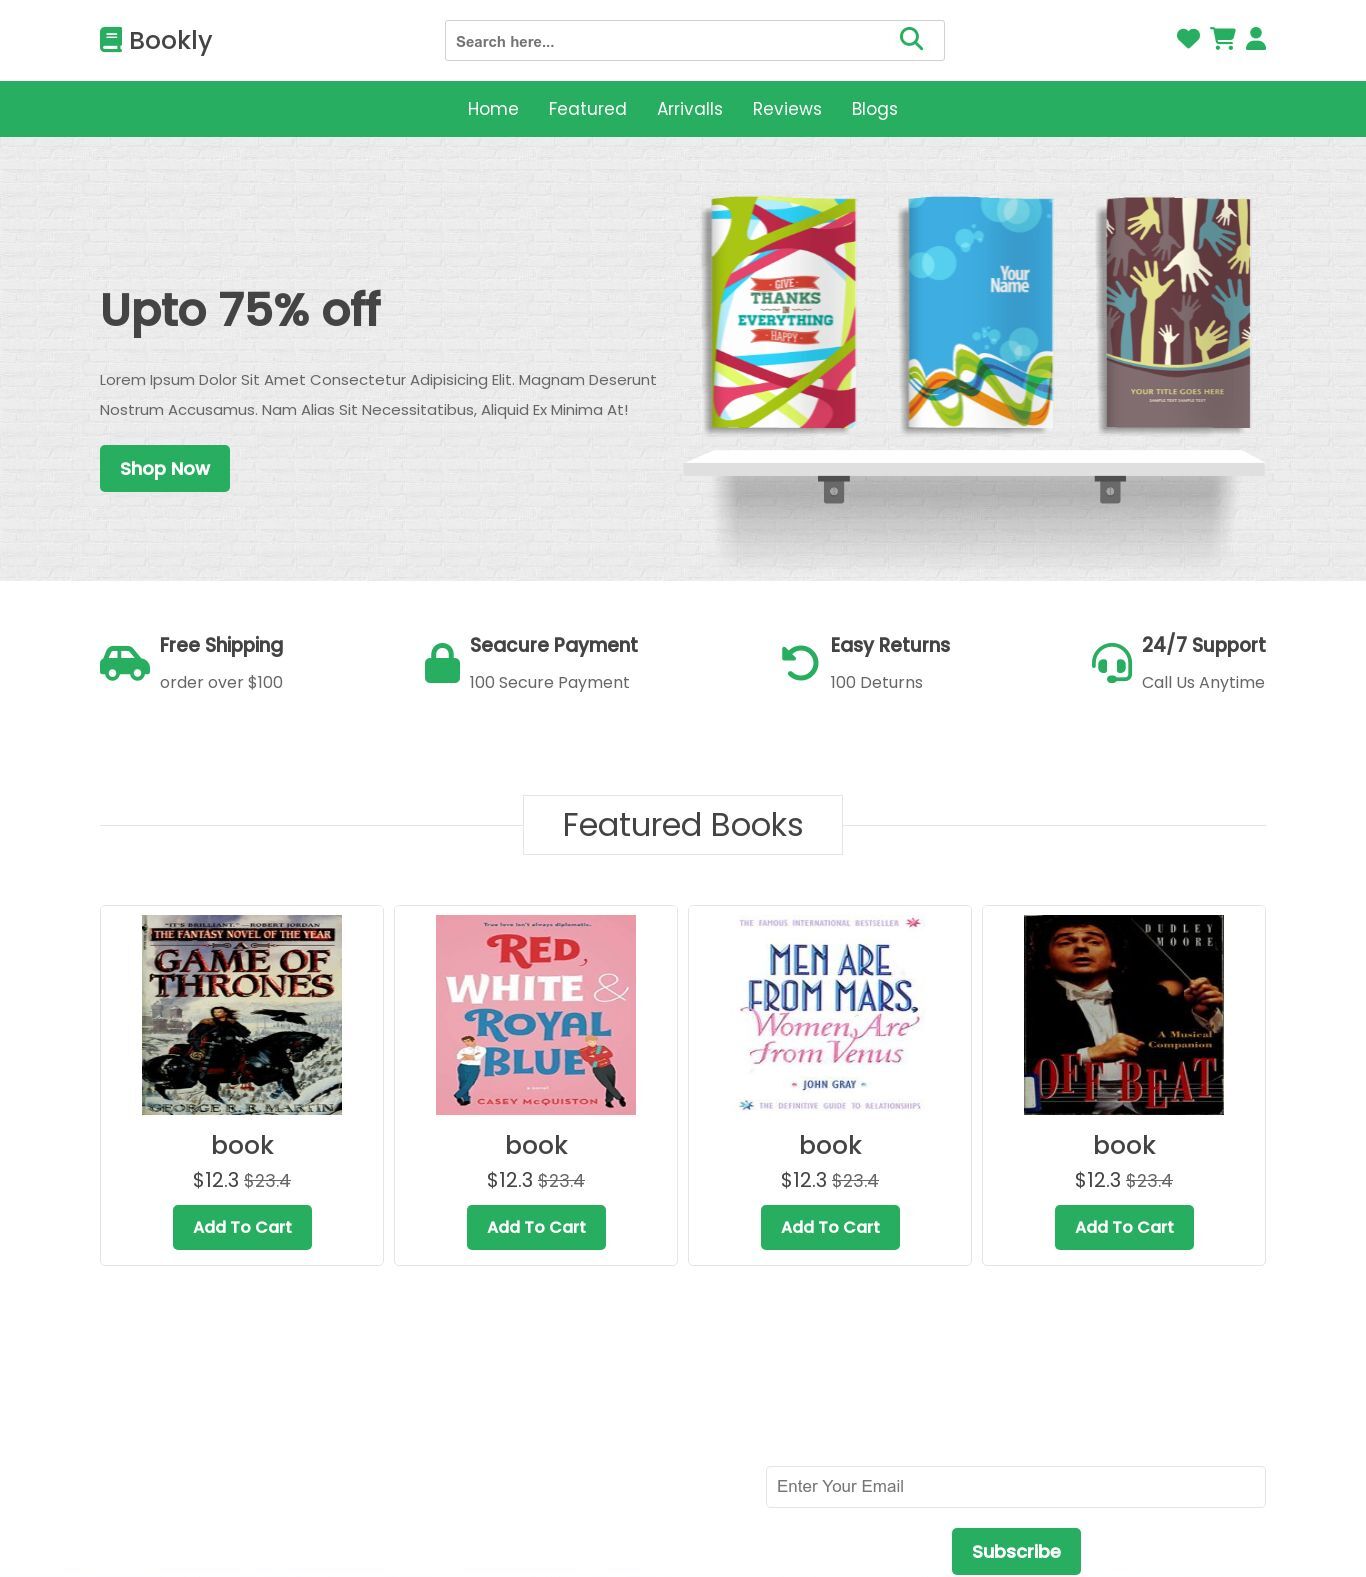 Bookly
Search here...
Home Featured Arrivalls Reviews Blogs
GIVE
THANKS
IN
EVERYTHING
HAPPY
Your
Name
YOUR TITLE GOES HERE
SAMPLE TEXT SAMPLE TEXT
Upto 75% off
Lorem Ipsum Dolor Sit Amet Consectetur Adipisicing Elit. Magnam Deserunt
Nostrum Accusamus. Nam Alias Sit Necessitatibus, Aliquid Ex Minima At!
Shop Now
Free Shipping
order over $100
Seacure Payment
100 Secure Payment
Easy Returns
100 Deturns
24/7 Support
Call Us Anytime
Featured Books
"IT'S BRILLIANT."—ROBERT JORDAN
THE FANTASY NOVEL OF THE YEAR
A
GAME OF
THRONES
GEORGE R. R. MARTIN
book
$12.3 $23.4
Add To Cart
True love isn't always diplomatic.
RED,
WHITE &
ROYAL
BLUE
a novel
CASEY McQUISTON
book
$12.3 $23.4
Add To Cart
THE FAMOUS INTERNATIONAL BESTSELLER
MEN ARE
FROM MARS,
Women Are
from Venus
JOHN GRAY
THE DEFINITIVE GUIDE TO RELATIONSHIPS
book
$12.3 $23.4
Add To Cart
DUDLEY
MOORE
A Musical
Companion
OFF BEAT
book
$12.3 $23.4
Add To Cart
Enter Your Email
Subscribe